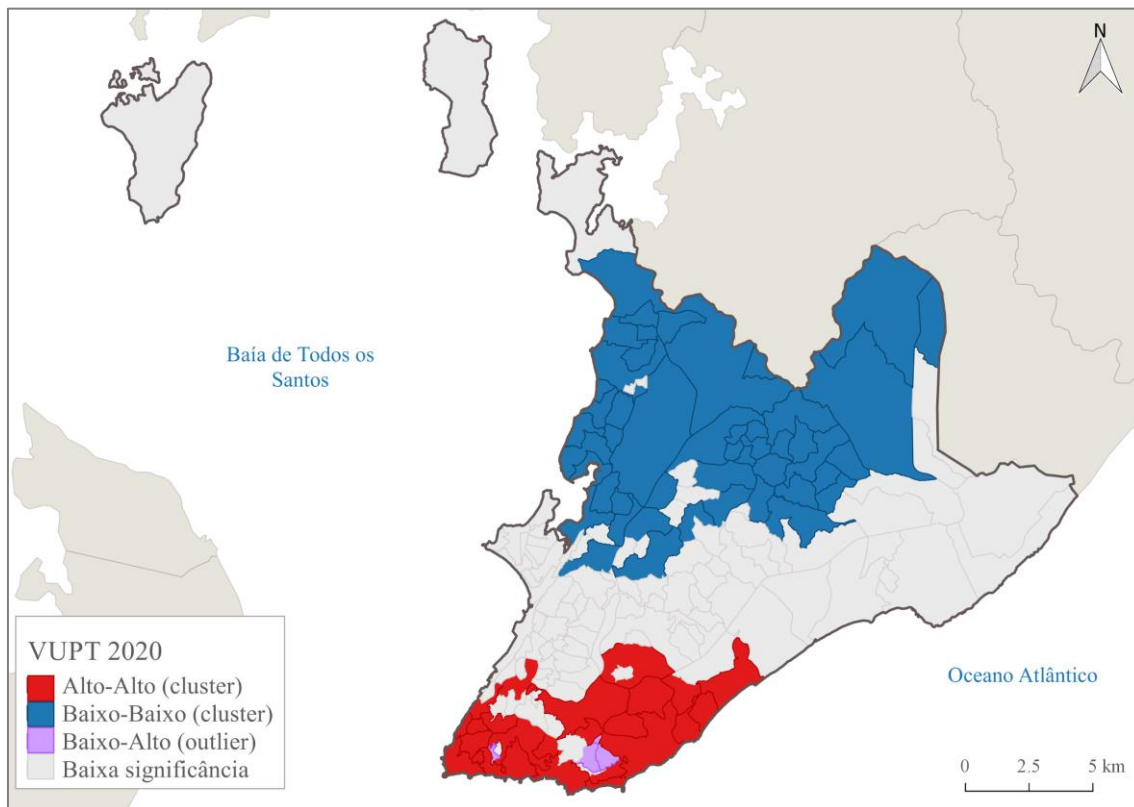 N
Baía de Todos os
Santos
Oceano Atlântico
VUPT 2020
Alto-Alto (cluster)
Baixo-Baixo (cluster)
Baixo-Alto (outlier)
Baixa significância
0 2.5 5 km